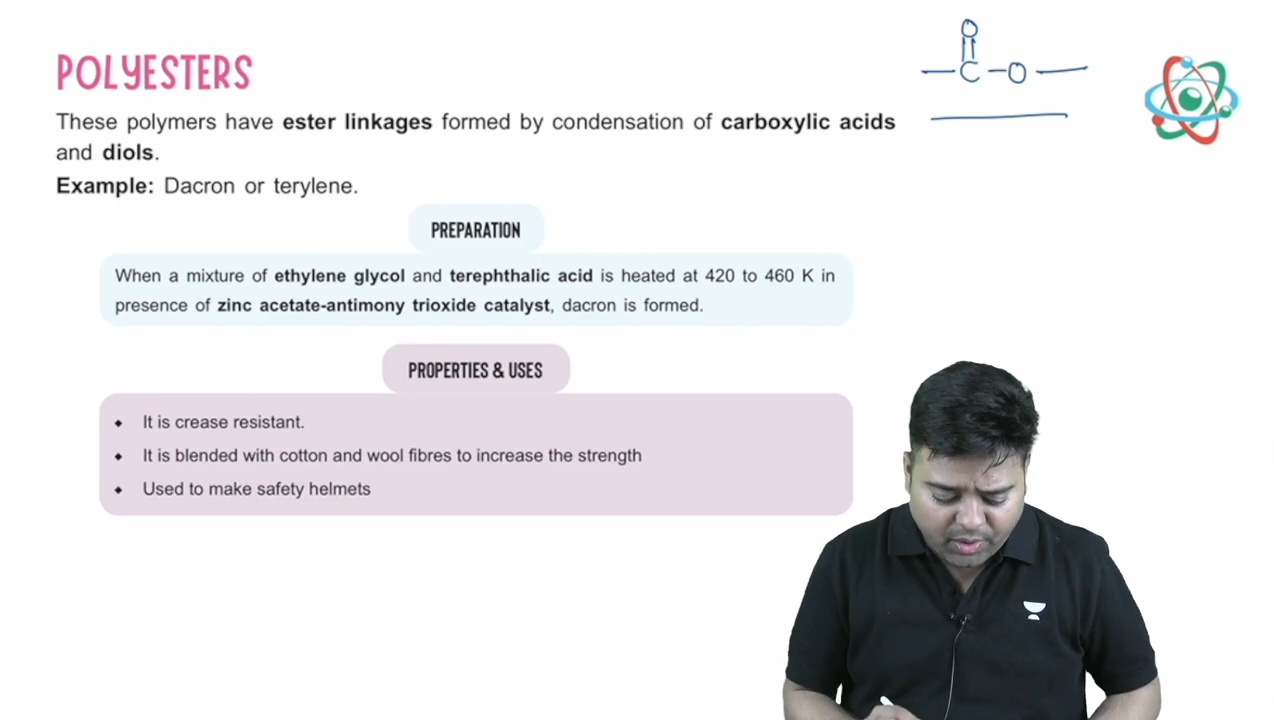 POLYESTERS
These polymers have ester linkages formed by condensation of carboxylic acids
and diols.
Example: Dacron or terylene.
O
C - O
PREPARATION
When a mixture of ethylene glycol and terephthalic acid is heated at 420 to 460 K in
presence of zinc acetate-antimony trioxide catalyst, dacron is formed.
PROPERTIES & USES
It is crease resistant.
It is blended with cotton and wool fibres to increase the strength
Used to make safety helmets